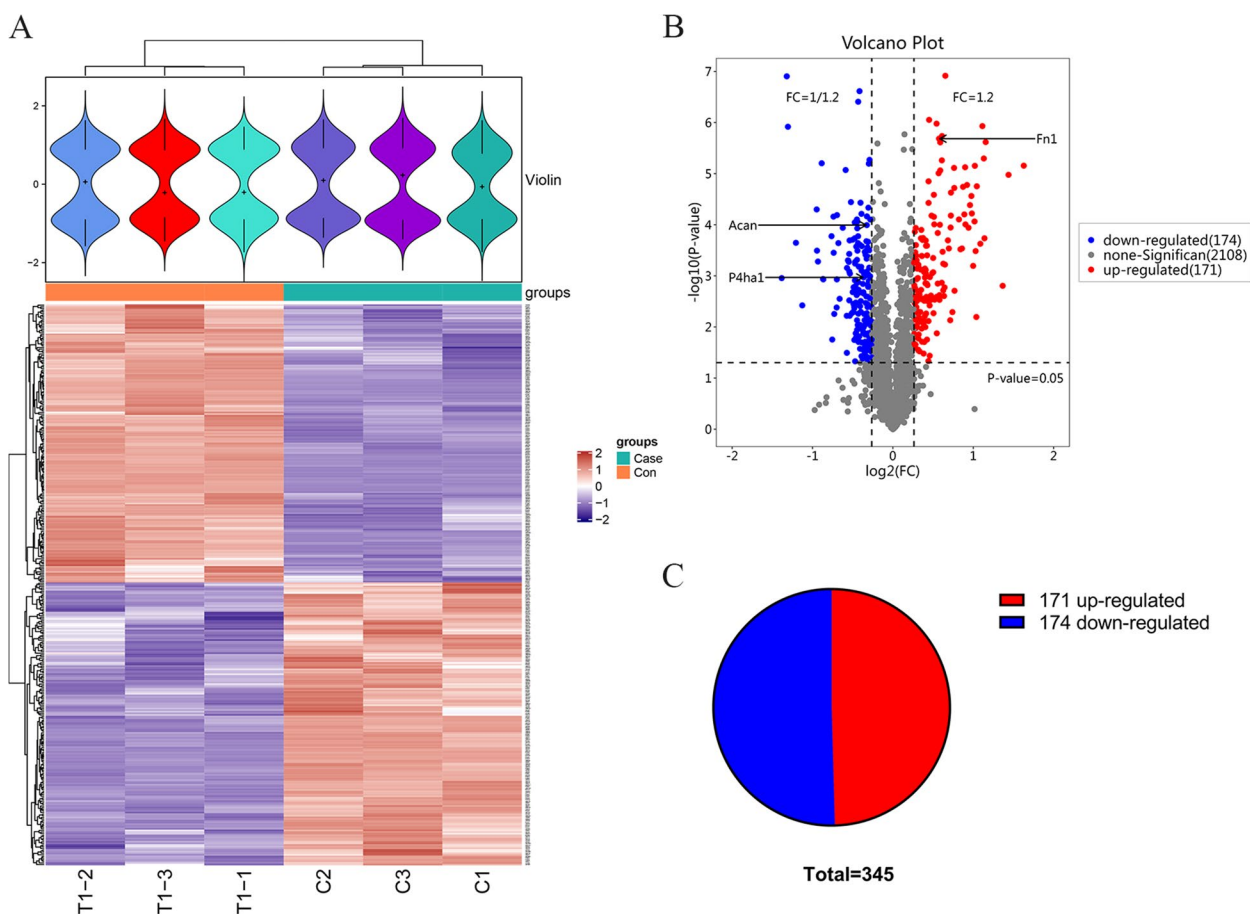 A
2
0
−2
Violin
groups
groups
Case
Con
2
1
0
−1
−2
T1-2
T1-3
T1-1
C2
C3
C1
B
Volcano Plot
7
6
5
4
3
2
1
0
-log10(P-value)
FC=1/1.2
FC=1.2
Fn1
Acan
P4ha1
P-value=0.05
-2
-1
0
1
2
log2(FC)
down-regulated(174)
none-Significan(2108)
up-regulated(171)
C
171 up-regulated
174 down-regulated
Total=345